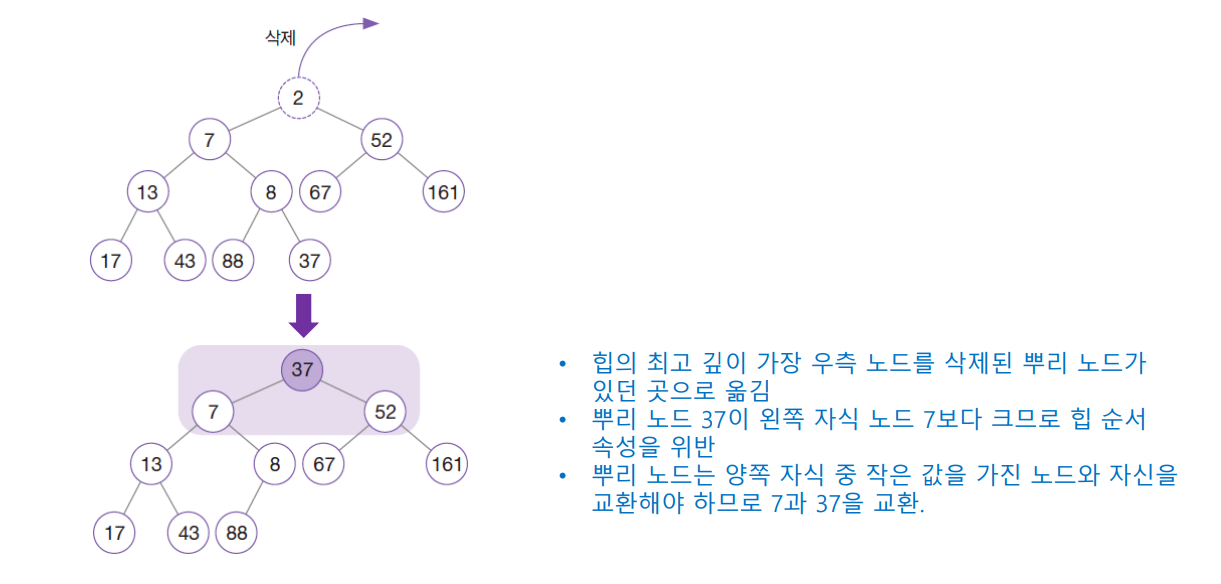 삭제
2
7 52
13 8 67 161
17 43 88 37
37
7 52
13 8 67 161
17 43 88
• 힙의 최고 깊이 가장 우측 노드를 삭제된 뿌리 노드가
있던 곳으로 옮김
• 뿌리 노드 37이 왼쪽 자식 노드 7보다 크므로 힙 순서
속성을 위반
• 뿌리 노드는 양쪽 자식 중 작은 값을 가진 노드와 자신을
교환해야 하므로 7과 37을 교환.